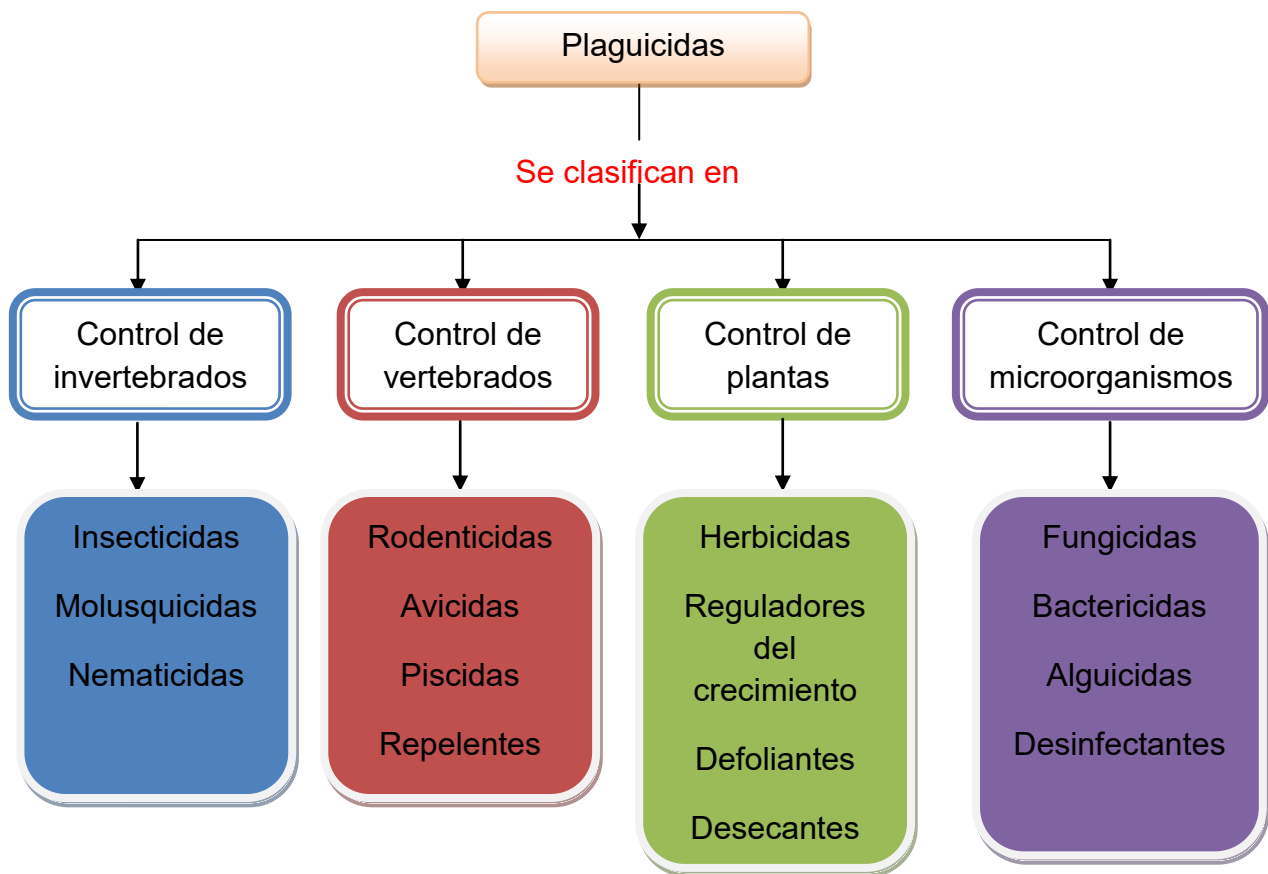 Plaguicidas
Se clasifican en
Control de
invertebrados
Control de
vertebrados
Control de
plantas
Control de
microorganismos
Insecticidas
Molusquicidas
Nematicidas
Rodenticidas
Avicidas
Piscidas
Repelentes
Herbicidas
Reguladores
del
crecimiento
Defoliantes
Desecantes
Fungicidas
Bactericidas
Alguicidas
Desinfectantes